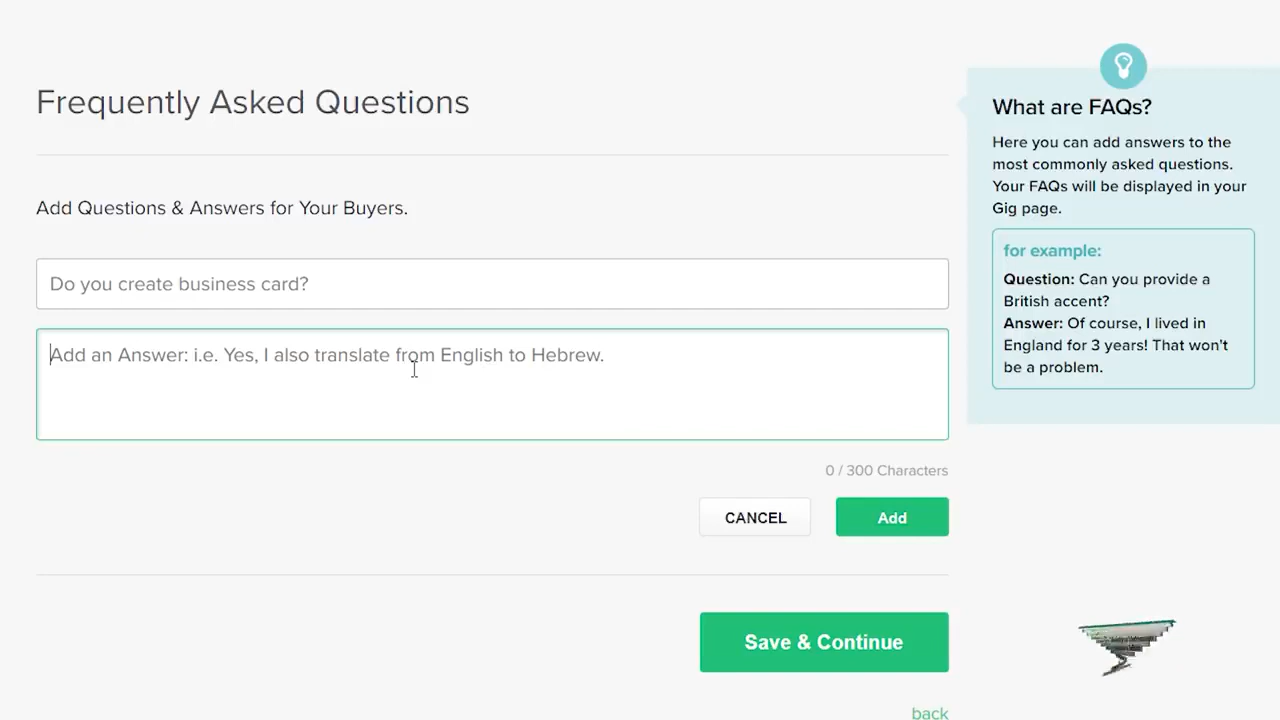 Frequently Asked Questions
Add Questions & Answers for Your Buyers.
Do you create business card?
Add an Answer: i.e. Yes, I also translate from English to Hebrew.
0 / 300 Characters
CANCEL
Add
Save & Continue
back
What are FAQs?
Here you can add answers to the
most commonly asked questions.
Your FAQs will be displayed in your
Gig page.
for example:
Question: Can you provide a
British accent?
Answer: Of course, I lived in
England for 3 years! That won't
be a problem.